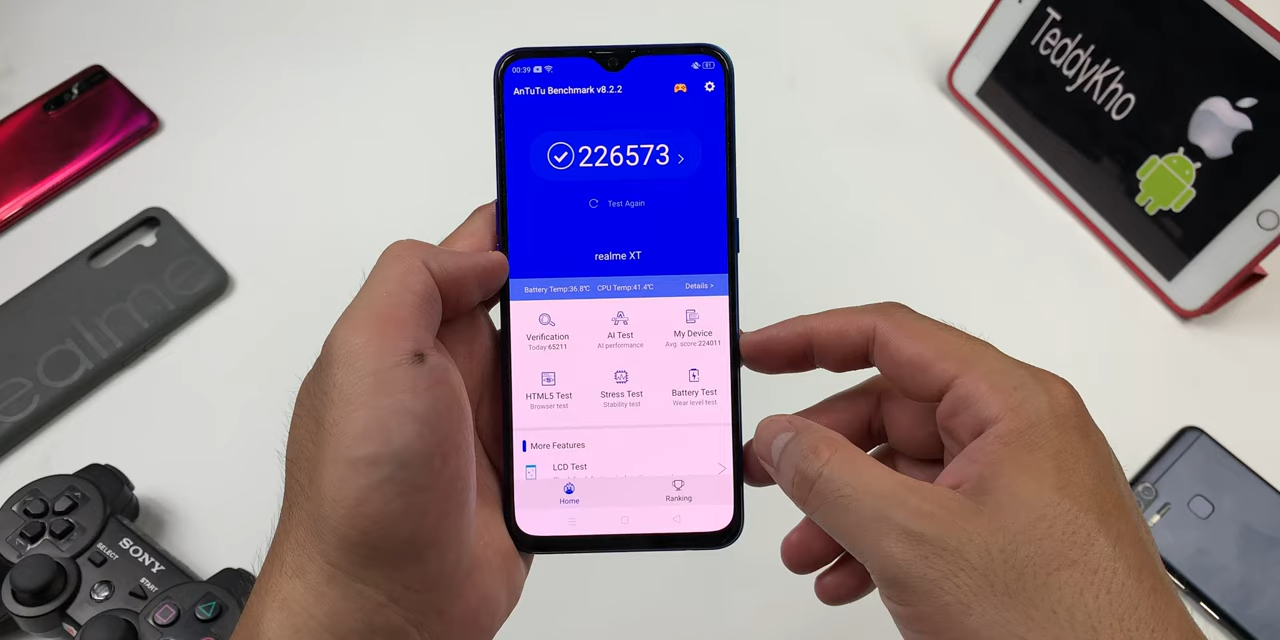 00:39
81
AnTuTu Benchmark v8.2.2
226573
Test Again
realme XT
Battery Temp:36.8℃ CPU Temp:41.4℃ Details >
Verification
Today 65211
AI Test
AI performance
My Device
Avg. score:224011
HTML5 Test
Browser test
Stress Test
Stability test
Battery Test
Wear level test
More Features
LCD Test
Home
Ranking
TeddyKho
realme
SONY
SELECT
START